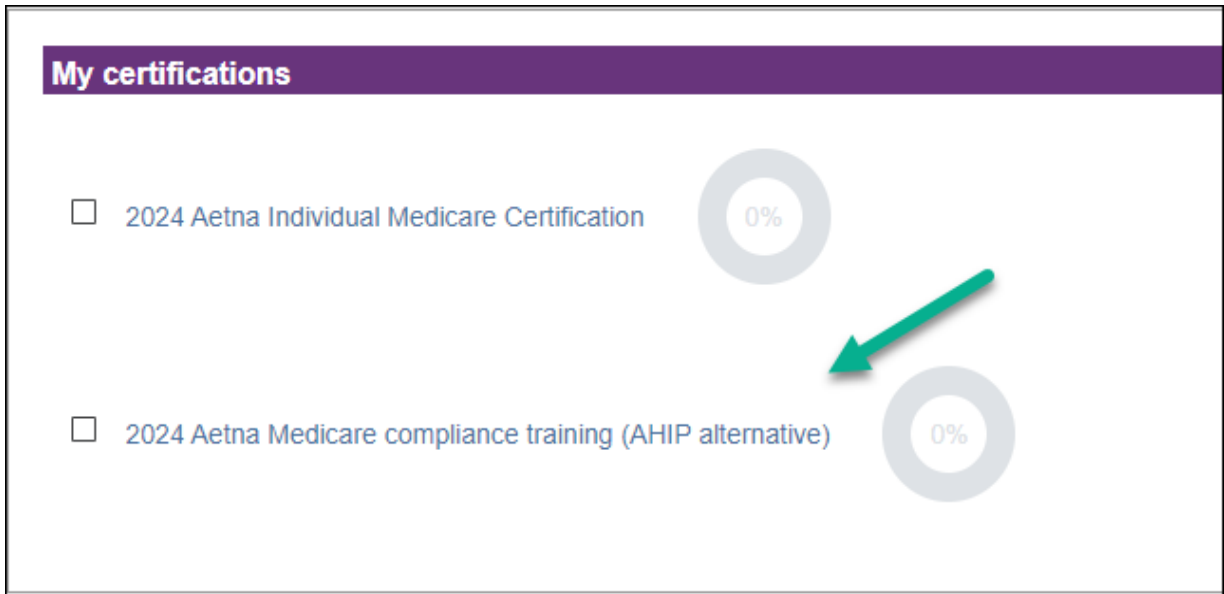 My certifications
2024 Aetna Individual Medicare Certification
0%
2024 Aetna Medicare compliance training (AHIP alternative)
0%